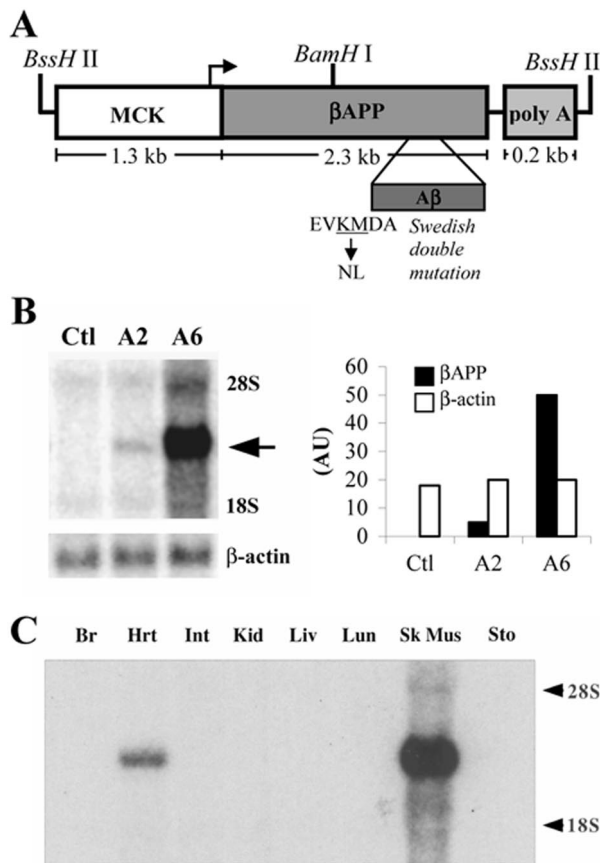 A
BssH II
BamH I
BssH II
MCK
βAPP
poly A
1.3 kb
2.3 kb
0.2 kb
Aβ
EVKMDA
Swedish
double
mutation
NL
B
Ctl A2 A6
28S
18S
β-actin
60
50
40
30
20
10
0
(AU)
βAPP
β-actin
Ctl A2 A6
C
Br Hrt Int Kid Liv Lun Sk Mus Sto
28S
18S